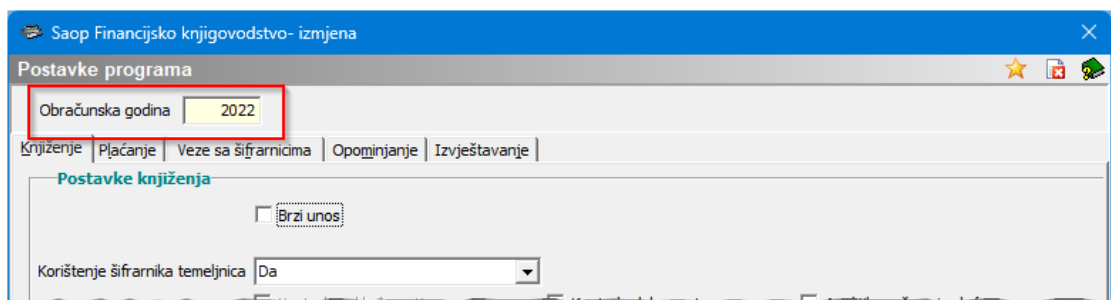 Saop Financijsko knjigovodstvo- izmjena
Postavke programa
Obračunska godina 2022
Knjiženje Plaćanje Veze sa šifrarnicima Opominjanje Izvještavanje
Postavke knjiženja
Brzi unos
Korištenje šifrarnika temeljnica Da